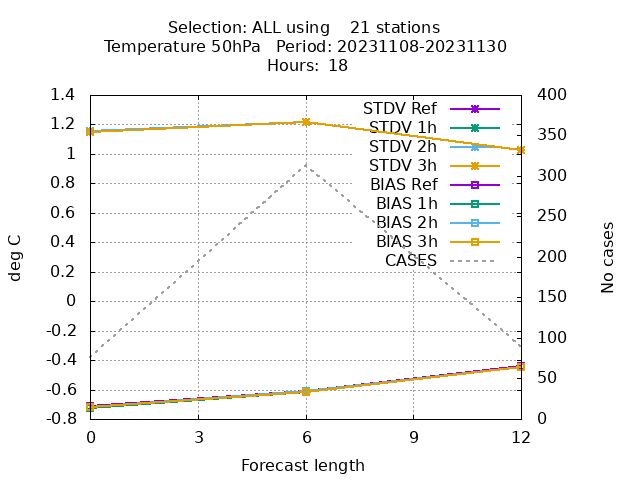 Selection: ALL using    21 stations
Temperature 50hPa   Period: 20231108-20231130
Hours:  18
1.4
1.2
1
0.8
0.6
0.4
0.2
0
-0.2
-0.4
-0.6
-0.8
deg C
STDV Ref
STDV 1h
STDV 2h
STDV 3h
BIAS Ref
BIAS 1h
BIAS 2h
BIAS 3h
CASES
400
350
300
250
200
150
100
50
0
No cases
0 3 6 9 12
Forecast length